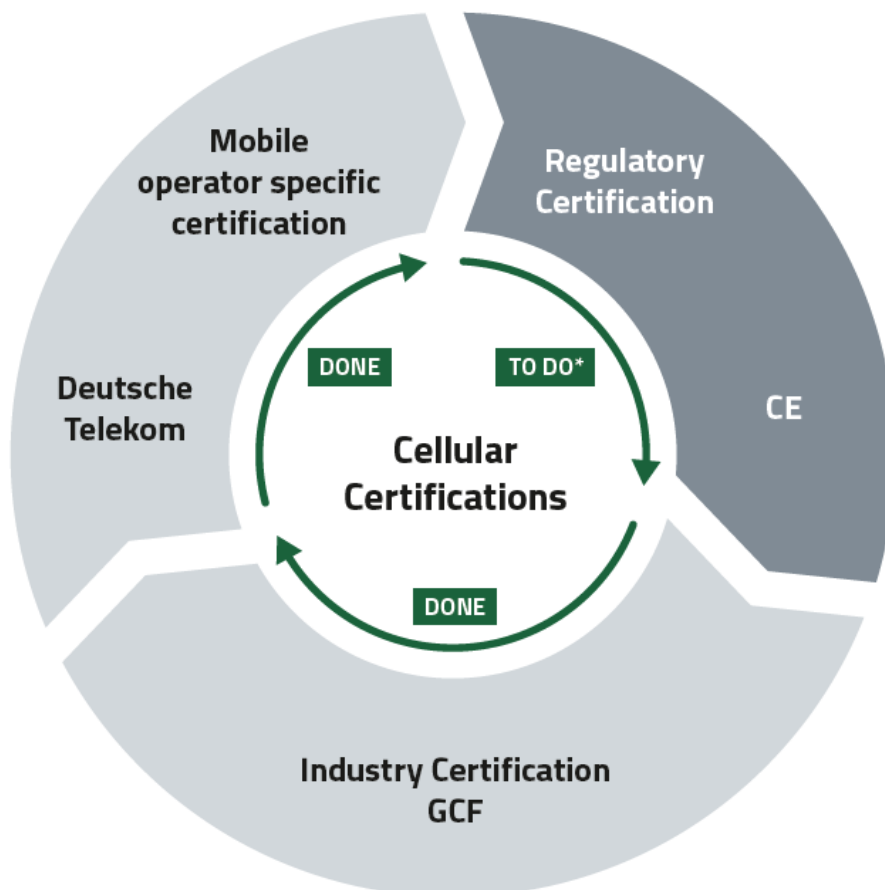 Mobile
operator specific
certification
Regulatory
Certification
DONE
TO DO*
Deutsche
Telekom
CE
Cellular
Certifications
DONE
Industry Certification
GCF